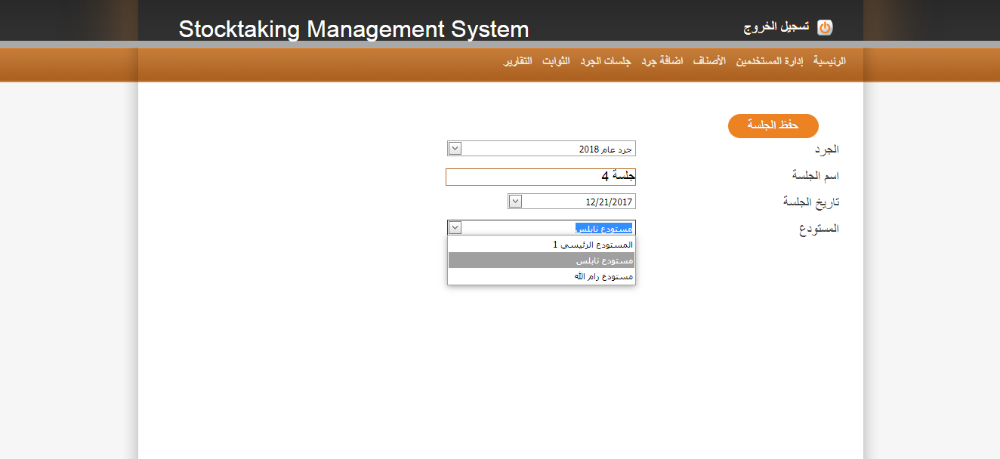 Stocktaking Management System
تسجيل الخروج
الرئيسية إدارة المستخدمين الأصناف اضافة جرد جلسات الجرد الثوابت التقارير
حفظ الجلسة
الجرد جرد عام 2018
اسم الجلسة جلسة 4
تاريخ الجلسة 12/21/2017
المستودع مستودع نابلس
المستودع الرئيسي 1
مستودع نابلس
مستودع رام الله